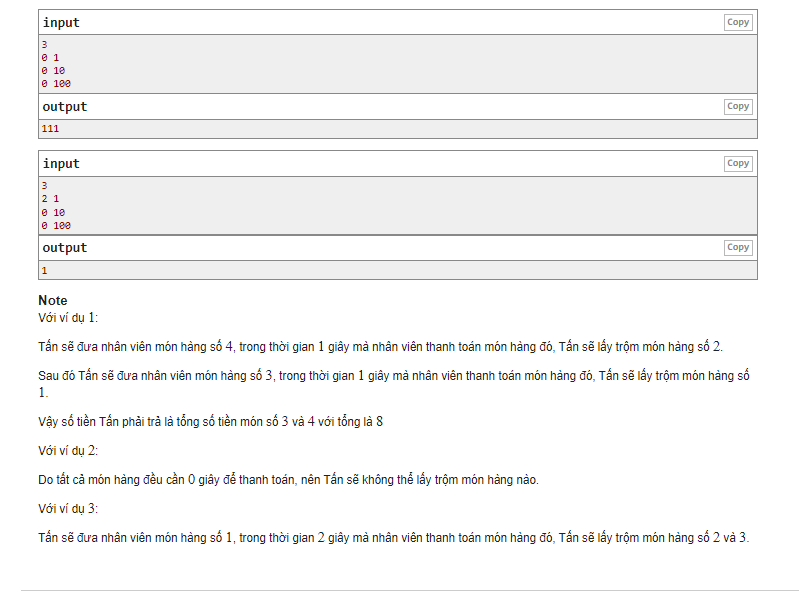 input
Copy
3
0 1
0 10
0 100
output
Copy
111
input
Copy
3
2 1
0 10
0 100
output
Copy
1
Note
Với ví dụ 1:
Tấn sẽ đưa nhân viên món hàng số 4, trong thời gian 1 giây mà nhân viên thanh toán món hàng đó, Tấn sẽ lấy trộm món hàng số 2.
Sau đó Tấn sẽ đưa nhân viên món hàng số 3, trong thời gian 1 giây mà nhân viên thanh toán món hàng đó, Tấn sẽ lấy trộm món hàng số
1.
Vậy số tiền Tấn phải trả là tổng số tiền món số 3 và 4 với tổng là 8
Với ví dụ 2:
Do tất cả món hàng đều cần 0 giây để thanh toán, nên Tấn sẽ không thể lấy trộm món hàng nào.
Với ví dụ 3:
Tấn sẽ đưa nhân viên món hàng số 1, trong thời gian 2 giây mà nhân viên thanh toán món hàng đó, Tấn sẽ lấy trộm món hàng số 2 và 3.